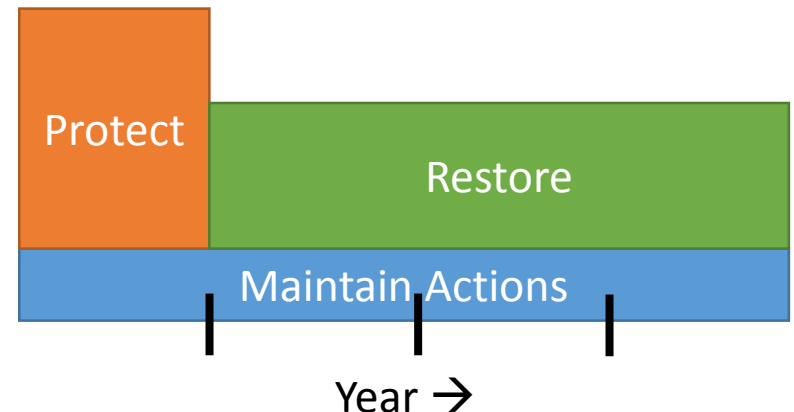 Protect
Restore
Maintain Actions
Year →